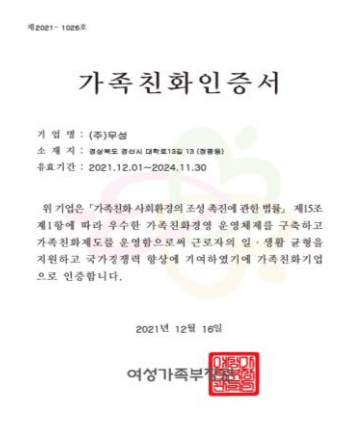 제2021- 1026호
가족친화인증서
기 업 명 : (주)무성
소 재 지 : 경상북도 경산시 대학로13길 13 (정평동)
유효기간 : 2021.12.01~2024.11.30
위 기업은 「가족친화 사회환경의 조성 촉진에 관한 법률」 제15조
제1항에 따라 우수한 가족친화경영 운영체제를 구축하고
가족친화제도를 운영함으로써 근로자의 일·생활 균형을
지원하고 국가경쟁력 향상에 기여하였기에 가족친화기업
으로 인증합니다.
2021년 12월 16일
여성가족부장관